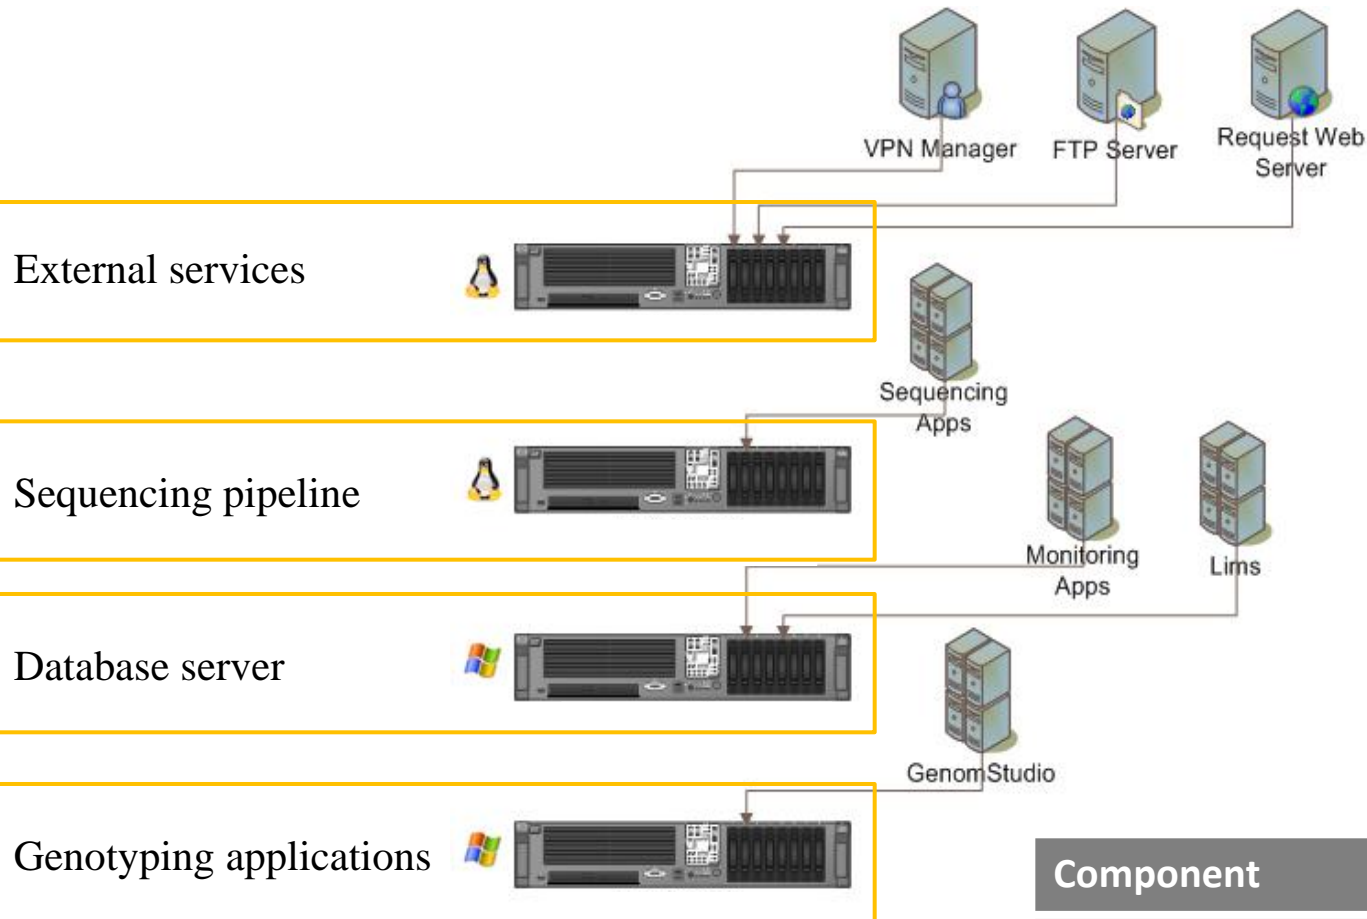 VPN Manager
FTP Server
Request Web
Server
External services
Sequencing
Apps
Sequencing pipeline
Monitoring
Apps
Lims
Database server
GenomStudio
Genotyping applications
Component